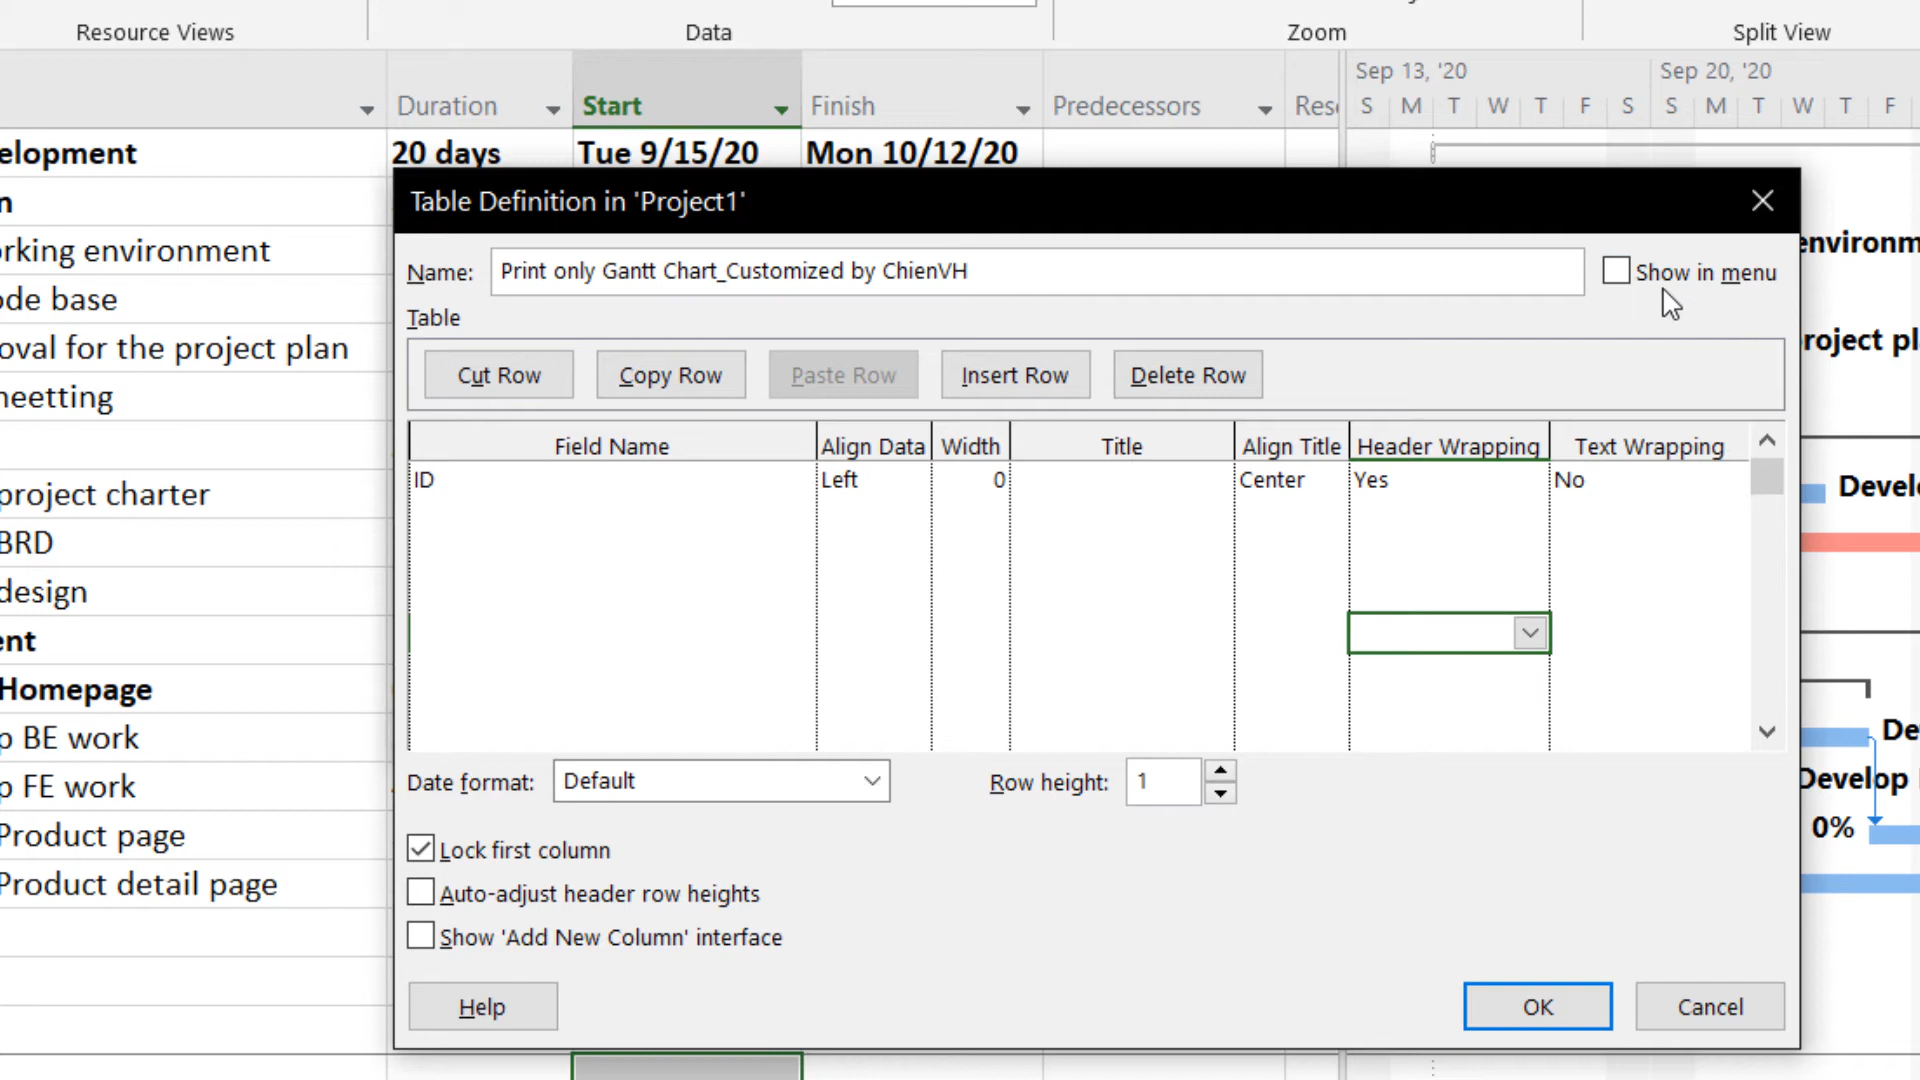 Resource Views Data Zoom Split View
Sep 13, '20 Sep 20, '20
Duration Start Finish Predecessors Res S M T W T F S S M T W T F
elopment 20 days Tue 9/15/20 Mon 10/12/20
n
rking environment
ode base
oval for the project plan
neetting
project charter
BRD
design
ent
Homepage
p BE work
p FE work
Product page
Product detail page
Table Definition in 'Project1'
Name: Print only Gantt Chart_Customized by ChienVH Show in menu
Table
Cut Row Copy Row Paste Row Insert Row Delete Row
Field Name Align Data Width Title Align Title Header Wrapping Text Wrapping
ID Left 0 Center Yes No
Date format: Default Row height: 1
Lock first column
Auto-adjust header row heights
Show 'Add New Column' interface
Help OK Cancel
environm
roject pl
Devel
De
Develop
0%